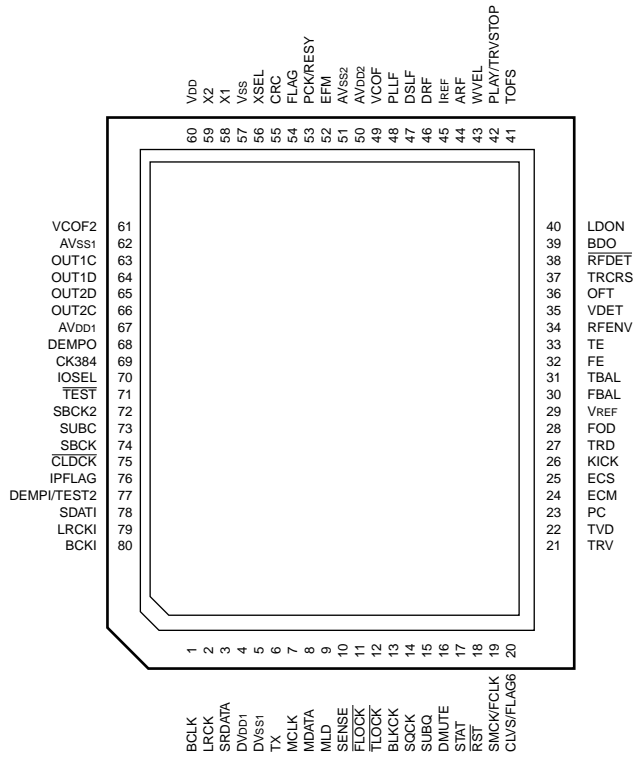 VDD
X2
X1
VSS
XSEL
CRC
FLAG
PCK/RESY
EFM
AVSS2
AVDD2
VCOF
PLLF
DSLF
DRF
IREF
ARF
WVEL
PLAY/TRVSTOP
TOFS
60 59 58 57 56 55 54 53 52 51 50 49 48 47 46 45 44 43 42 41
VCOF2 61
AVSS1 62
OUT1C 63
OUT1D 64
OUT2D 65
OUT2C 66
AVDD1 67
DEMPO 68
CK384 69
IOSEL 70
TEST 71
SBCK2 72
SUBC 73
SBCK 74
CLDCK 75
IPFLAG 76
DEMPI/TEST2 77
SDATI 78
LRCKI 79
BCKI 80
40 LDON
39 BDO
38 RFDET
37 TRCRS
36 OFT
35 VDET
34 RFENV
33 TE
32 FE
31 TBAL
30 FBAL
29 VREF
28 FOD
27 TRD
26 KICK
25 ECS
24 ECM
23 PC
22 TVD
21 TRV
1 2 3 4 5 6 7 8 9 10 11 12 13 14 15 16 17 18 19 20
BCLK
LRCK
SRDATA
DVDD1
DVSS1
TX
MCLK
MDATA
MLD
SENSE
FLOCK
TLOCK
BLKCK
SQCK
SUBQ
DMUTE
STAT
RST
SMCK/FCLK
CLVS/FLAG6